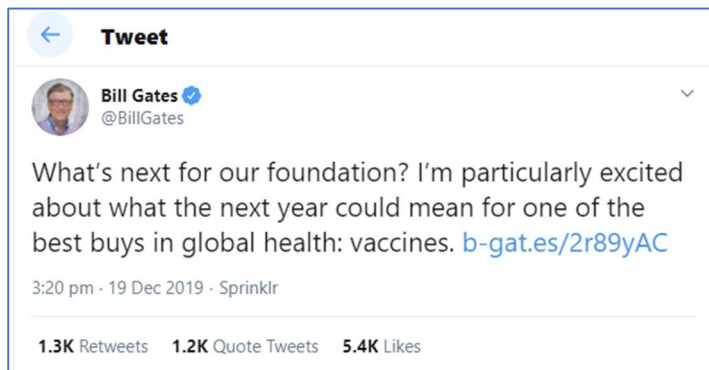 Tweet
Bill Gates
@BillGates
What's next for our foundation? I'm particularly excited
about what the next year could mean for one of the
best buys in global health: vaccines. b-gat.es/2r89yAC
3:20 pm · 19 Dec 2019 · Sprinklr
1.3K Retweets 1.2K Quote Tweets 5.4K Likes